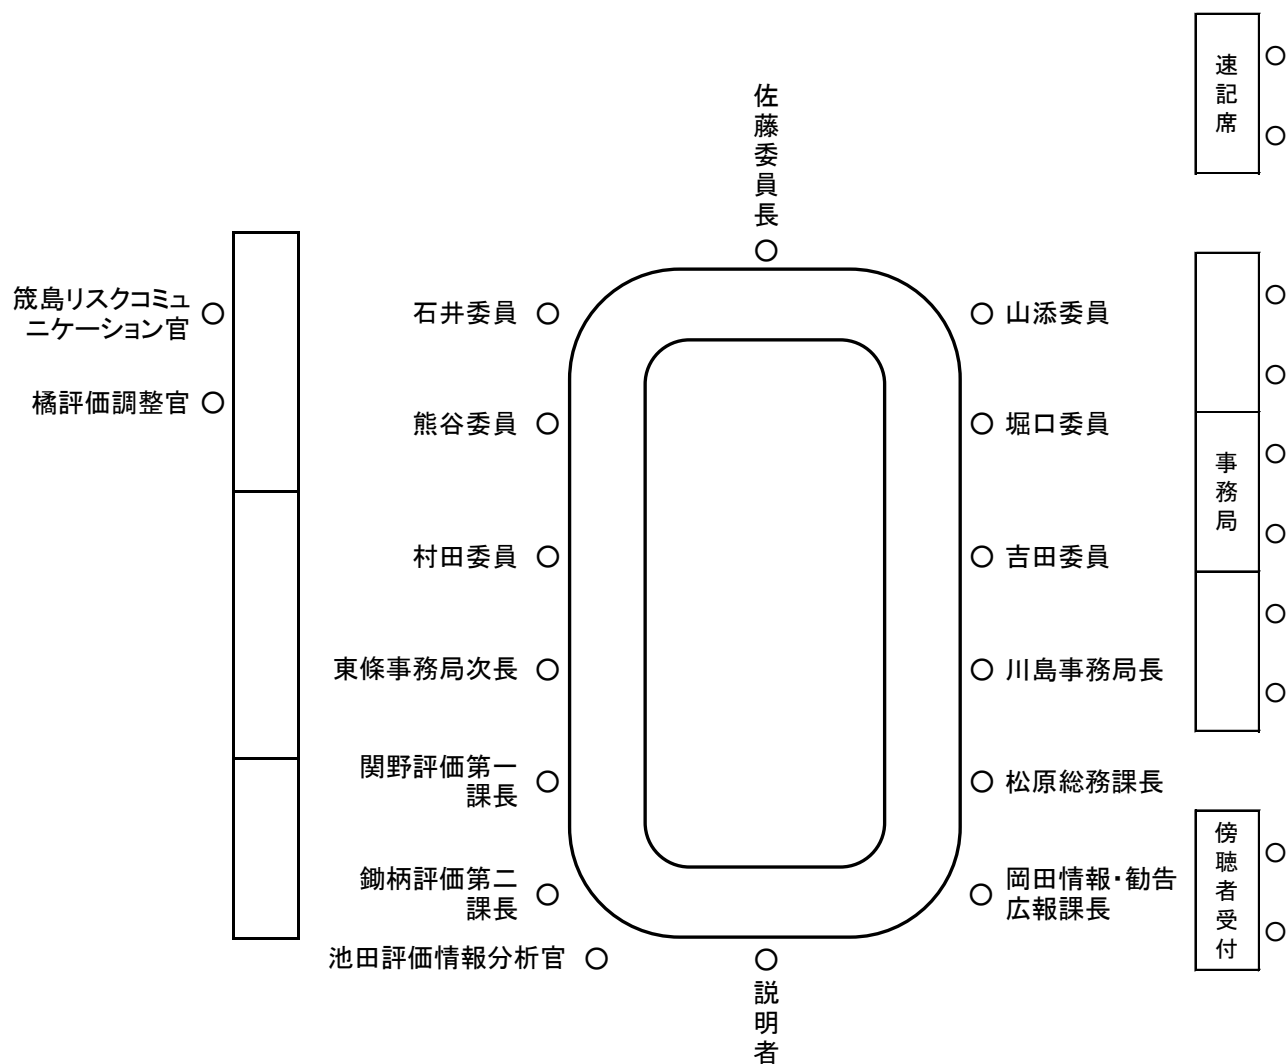 速記席
佐藤委員長
筬島リスクコミュ
ニケーション官
石井委員
山添委員
橘評価調整官
熊谷委員
堀口委員
事務局
村田委員
吉田委員
東條事務局次長
川島事務局長
関野評価第一
課長
松原総務課長
鋤柄評価第二
課長
岡田情報・勧告
広報課長
傍聴者受付
池田評価情報分析官
説明者